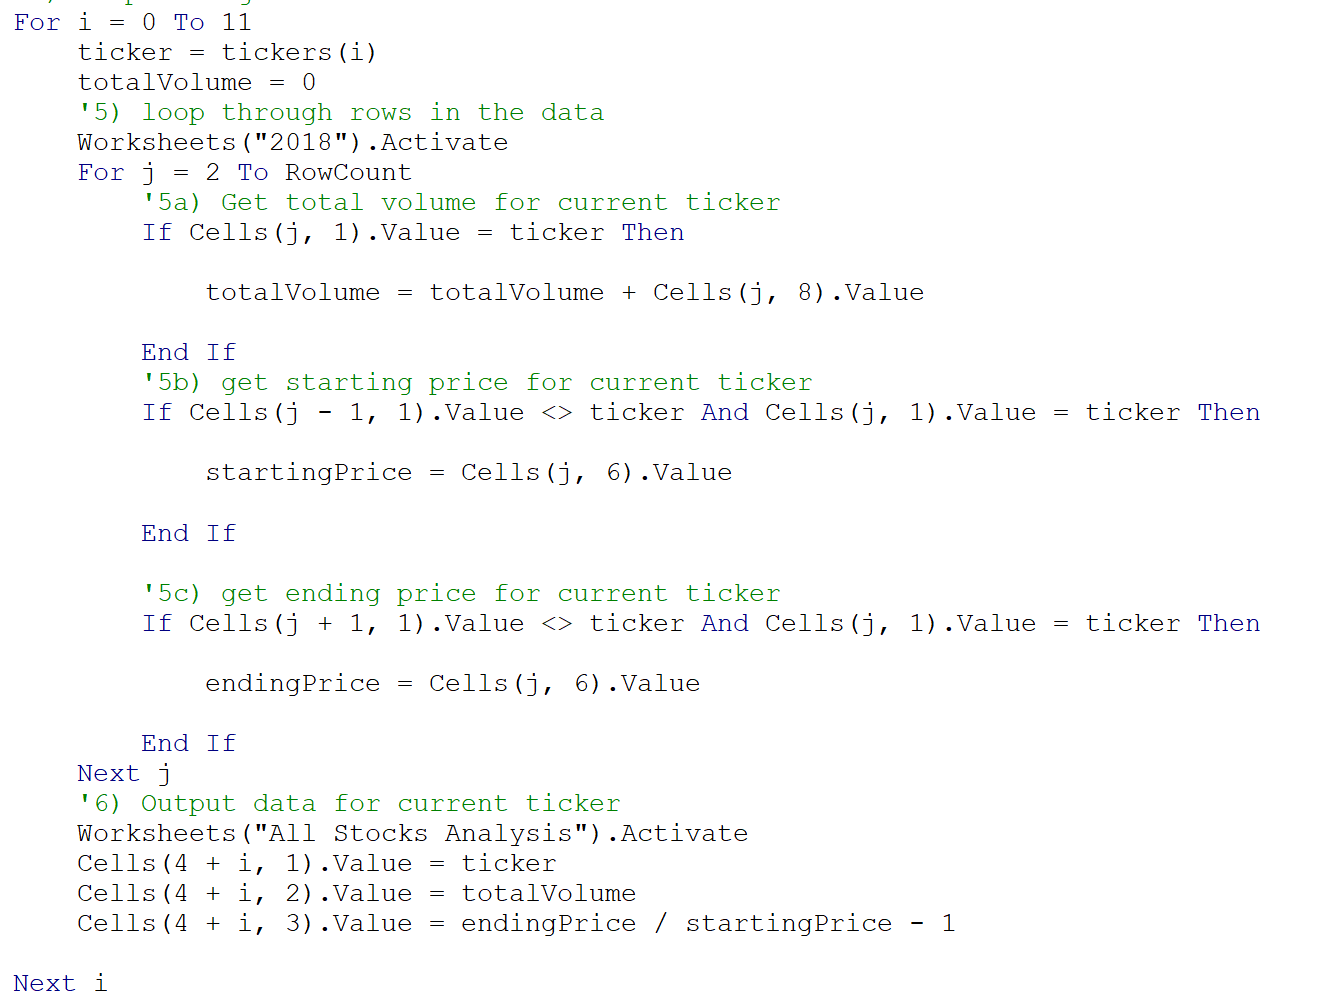 For i = 0 To 11
    ticker = tickers(i)
    totalVolume = 0
    '5) loop through rows in the data
    Worksheets("2018").Activate
    For j = 2 To RowCount
        '5a) Get total volume for current ticker
        If Cells(j, 1).Value = ticker Then
            totalVolume = totalVolume + Cells(j, 8).Value
        End If
        '5b) get starting price for current ticker
        If Cells(j - 1, 1).Value <> ticker And Cells(j, 1).Value = ticker Then
            startingPrice = Cells(j, 6).Value
        End If
        '5c) get ending price for current ticker
        If Cells(j + 1, 1).Value <> ticker And Cells(j, 1).Value = ticker Then
            endingPrice = Cells(j, 6).Value
        End If
    Next j
    '6) Output data for current ticker
    Worksheets("All Stocks Analysis").Activate
    Cells(4 + i, 1).Value = ticker
    Cells(4 + i, 2).Value = totalVolume
    Cells(4 + i, 3).Value = endingPrice / startingPrice - 1
Next i